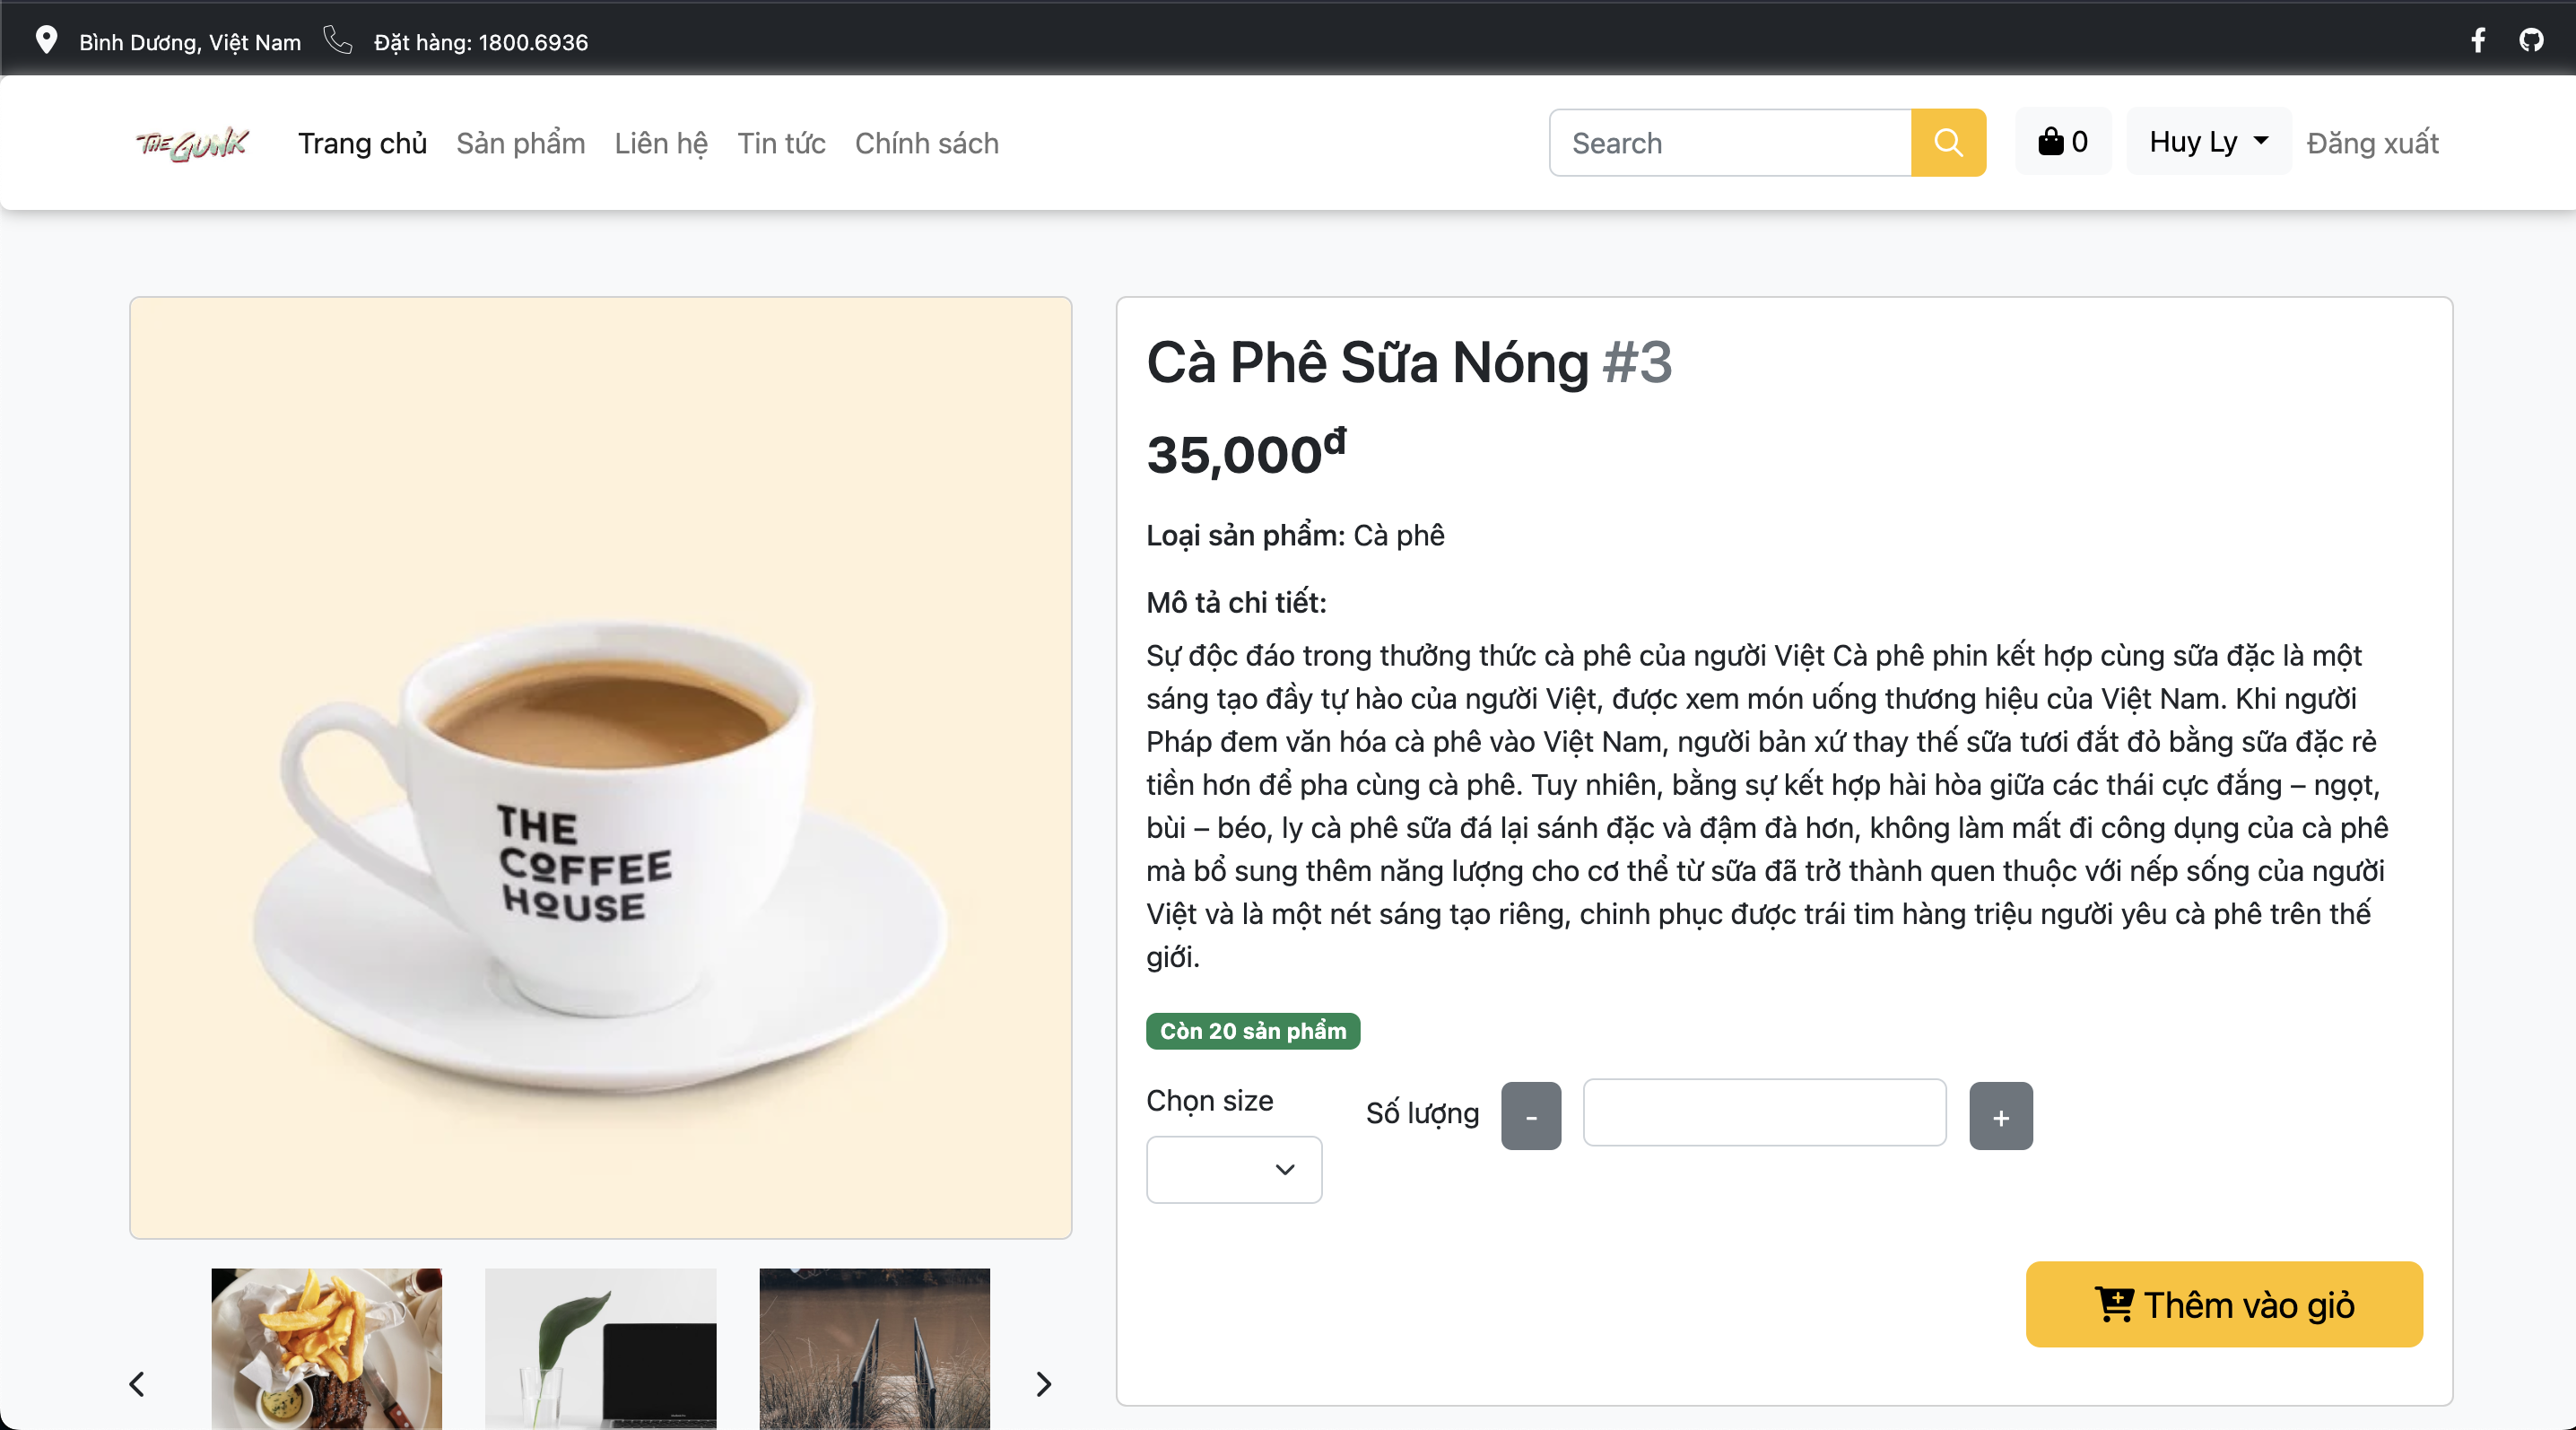 Bình Dương, Việt Nam
Đặt hàng: 1800.6936
THE GUNK
Trang chủ
Sản phẩm
Liên hệ
Tin tức
Chính sách
Search
0
Huy Ly
Đăng xuất
THE
COFFEE
HOUSE
Cà Phê Sữa Nóng #3
35,000đ
Loại sản phẩm: Cà phê
Mô tả chi tiết:
Sự độc đáo trong thưởng thức cà phê của người Việt Cà phê phin kết hợp cùng sữa đặc là một
sáng tạo đầy tự hào của người Việt, được xem món uống thương hiệu của Việt Nam. Khi người
Pháp đem văn hóa cà phê vào Việt Nam, người bản xứ thay thế sữa tươi đắt đỏ bằng sữa đặc rẻ
tiền hơn để pha cùng cà phê. Tuy nhiên, bằng sự kết hợp hài hòa giữa các thái cực đắng – ngọt,
bùi – béo, ly cà phê sữa đá lại sánh đặc và đậm đà hơn, không làm mất đi công dụng của cà phê
mà bổ sung thêm năng lượng cho cơ thể từ sữa đã trở thành quen thuộc với nếp sống của người
Việt và là một nét sáng tạo riêng, chinh phục được trái tim hàng triệu người yêu cà phê trên thế
giới.
Còn 20 sản phẩm
Chọn size
Số lượng
-
+
Thêm vào giỏ